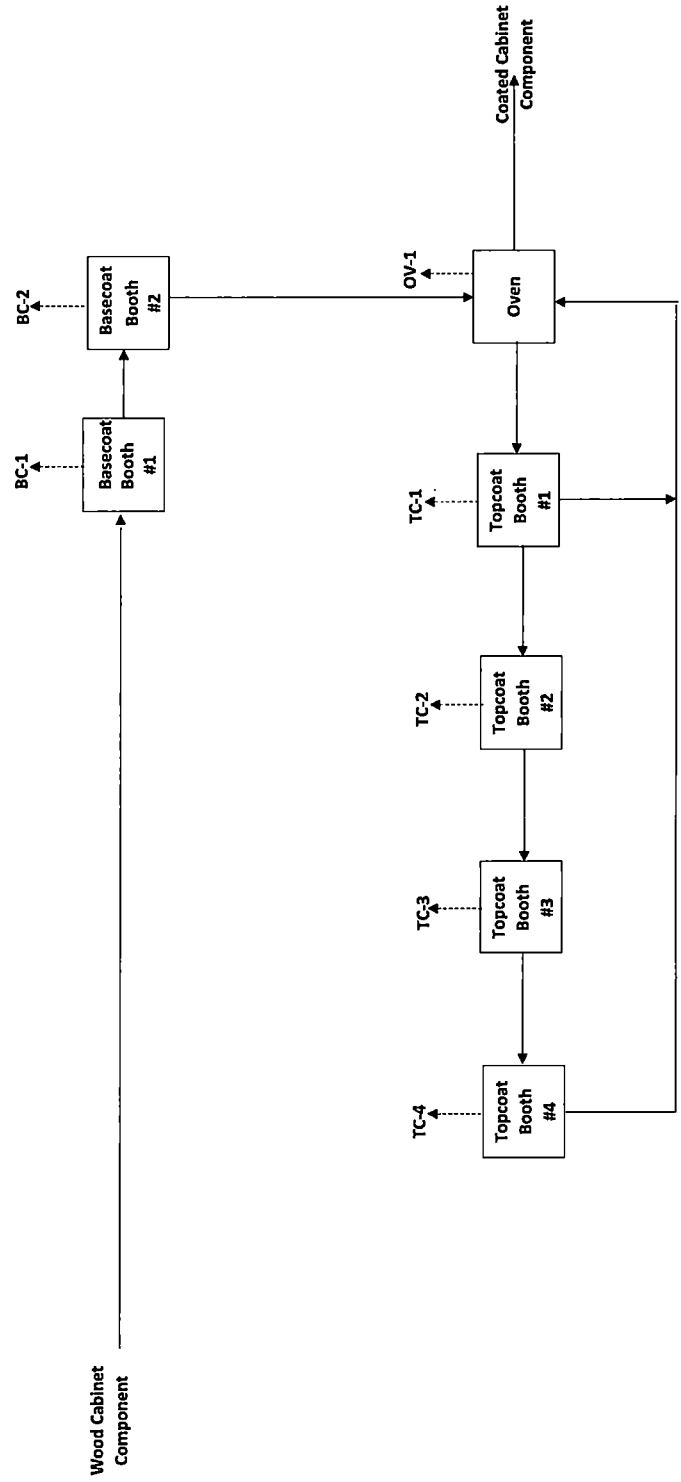 Wood Cabinet
Component
BC-1
Basecoat
Booth
#1
BC-2
Basecoat
Booth
#2
TC-4
Topcoat
Booth
#4
TC-3
Topcoat
Booth
#3
TC-2
Topcoat
Booth
#2
TC-1
Topcoat
Booth
#1
OV-1
Oven
Coated Cabinet
Component